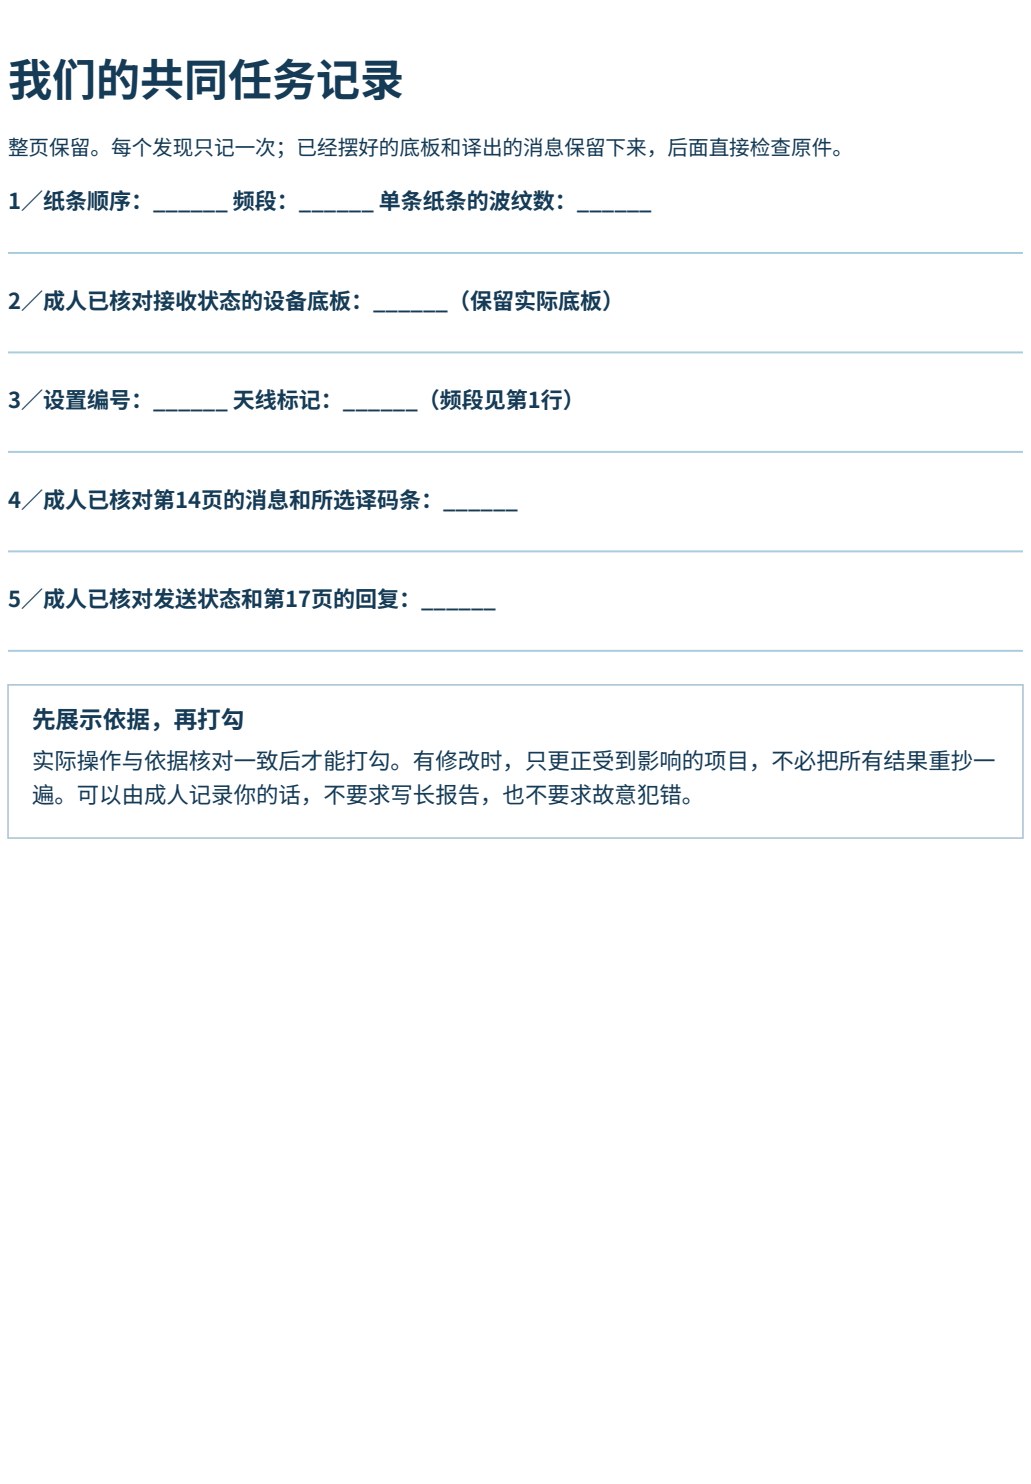 我们的共同任务记录
整页保留。每个发现只记一次；已经摆好的底板和译出的消息保留下来，后面直接检查原件。
1／纸条顺序：______ 频段：______ 单条纸条的波纹数：______
2／成人已核对接收状态的设备底板：______（保留实际底板）
3／设置编号：______ 天线标记：______（频段见第1行）
4／成人已核对第14页的消息和所选译码条：______
5／成人已核对发送状态和第17页的回复：______
先展示依据，再打勾
实际操作与依据核对一致后才能打勾。有修改时，只更正受到影响的项目，不必把所有结果重抄一
遍。可以由成人记录你的话，不要求写长报告，也不要求故意犯错。